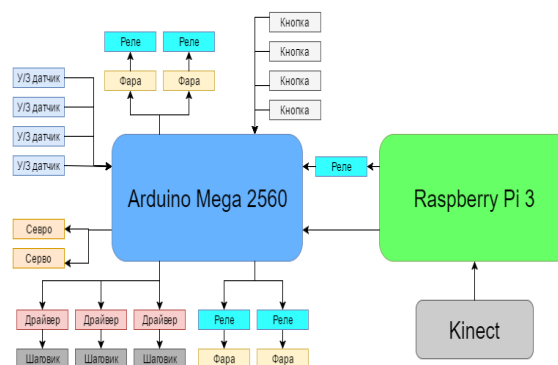 Реле
Реле
Фара
Фара
Кнопка
Кнопка
Кнопка
Кнопка
У/З датчик
У/З датчик
У/З датчик
У/З датчик
Arduino Mega 2560
Реле
Raspberry Pi 3
Севро
Серво
Драйвер
Драйвер
Драйвер
Шаговик
Шаговик
Шаговик
Реле
Реле
Фара
Фара
Kinect